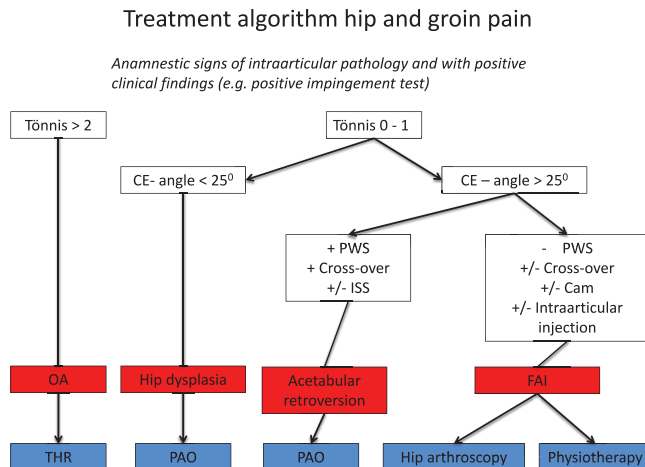 Treatment algorithm hip and groin pain
Anamnestic signs of intraarticular pathology and with positive
clinical findings (e.g. positive impingement test)
Tönnis > 2
Tönnis 0 - 1
CE- angle < 25⁰
CE – angle > 25⁰
+ PWS
+ Cross-over
+/- ISS
- PWS
+/- Cross-over
+/- Cam
+/- Intraarticular
injection
OA
Hip dysplasia
Acetabular
retroversion
FAI
THR
PAO
PAO
Hip arthroscopy
Physiotherapy